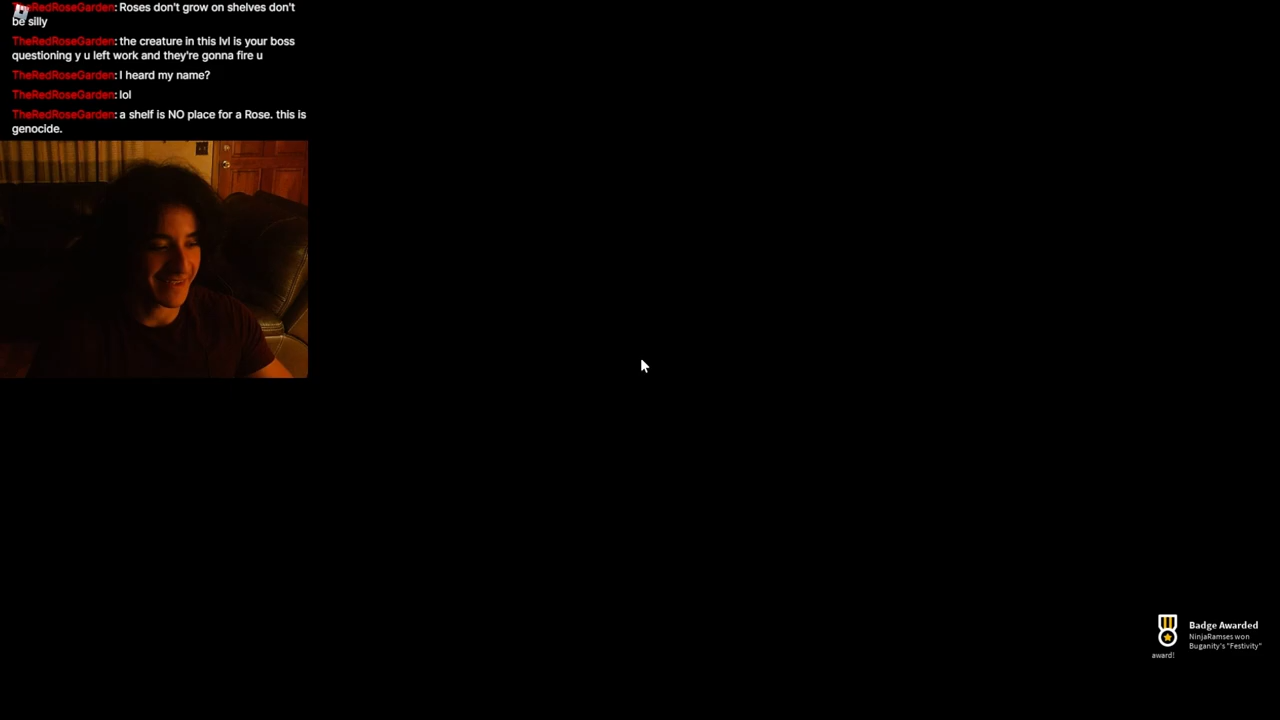 TheRedRoseGarden: Roses don't grow on shelves don't
be silly
TheRedRoseGarden: the creature in this lvl is your boss
questioning y u left work and they're gonna fire u
TheRedRoseGarden: I heard my name?
TheRedRoseGarden: lol
TheRedRoseGarden: a shelf is NO place for a Rose. this is
genocide.
Badge Awarded
NinjaRamses won
Buganity's "Festivity"
award!